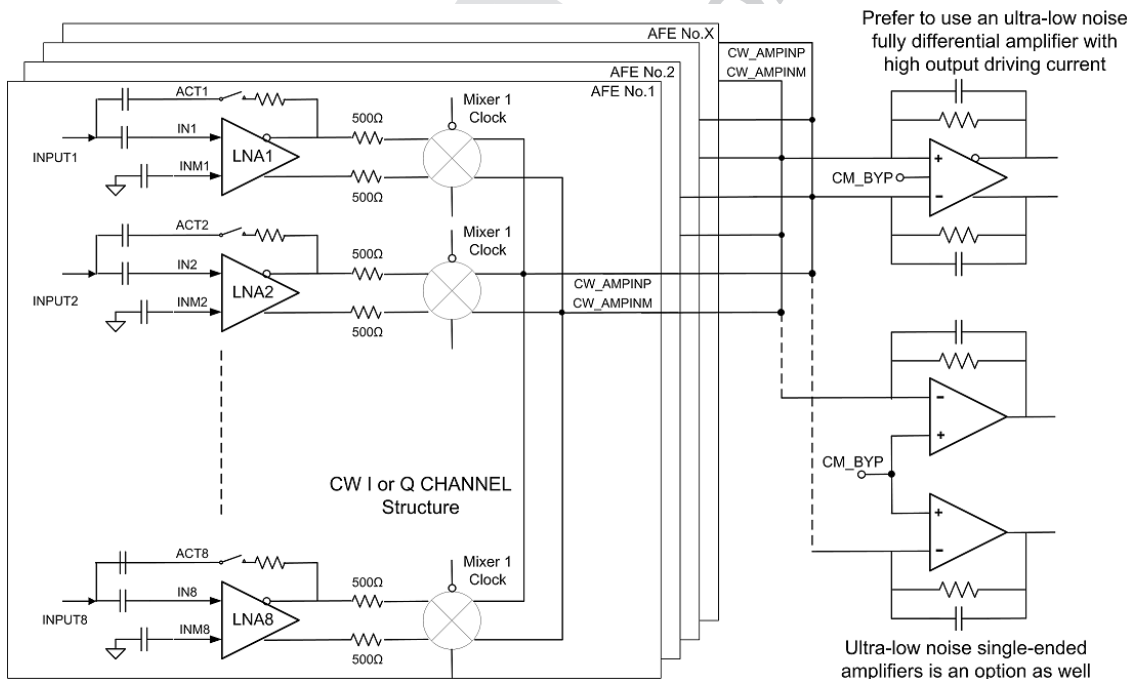 AFE No.X
AFE No.2
AFE No.1
CW_AMPINP
CW_AMPINM
Prefer to use an ultra-low noise
fully differential amplifier with
high output driving current
ACT1
IN1
INPUT1
INM1
LNA1
500Ω
500Ω
Mixer 1
Clock
+
CM_BYP
−
ACT2
IN2
INPUT2
INM2
LNA2
500Ω
500Ω
Mixer 1
Clock
CW_AMPINP
CW_AMPINM
−
+
CM_BYP
+
−
CW I or Q CHANNEL
Structure
ACT8
IN8
INPUT8
INM8
LNA8
500Ω
500Ω
Mixer 1
Clock
Ultra-low noise single-ended
amplifiers is an option as well